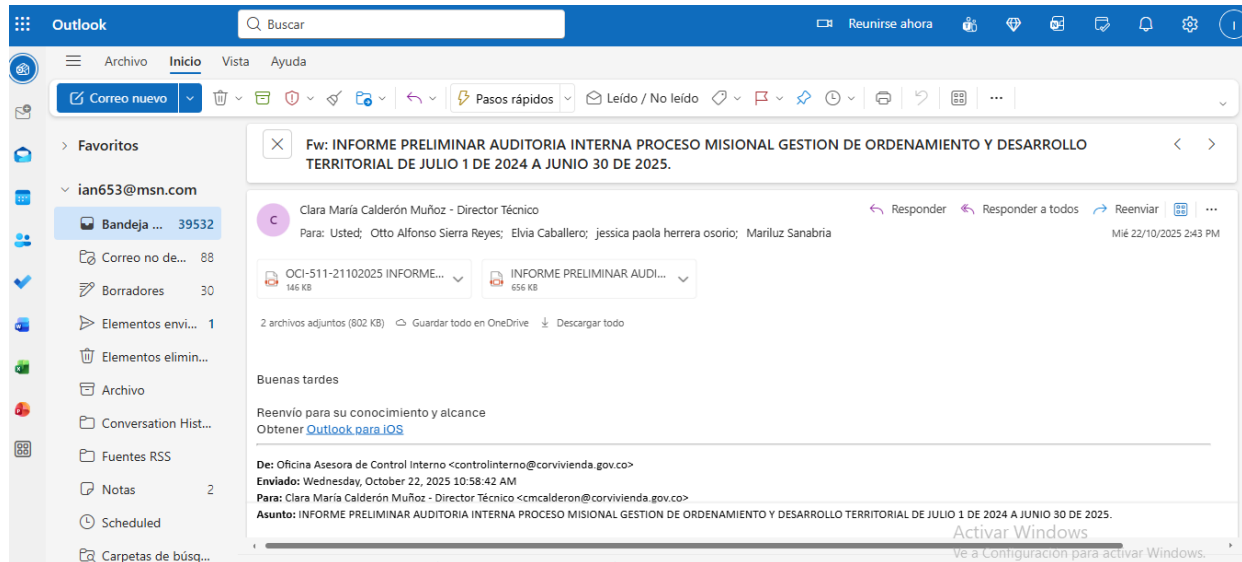 Outlook
Buscar
Reunirse ahora
Archivo Inicio Vista Ayuda
Correo nuevo
Pasos rápidos
Leído / No leído
Favoritos
ian653@msn.com
Bandeja ... 39532
Correo no de... 88
Borradores 30
Elementos envi... 1
Elementos elimin...
Archivo
Conversation Hist...
Fuentes RSS
Notas 2
Scheduled
Carpetas de búsq...
Fw: INFORME PRELIMINAR AUDITORIA INTERNA PROCESO MISIONAL GESTION DE ORDENAMIENTO Y DESARROLLO
TERRITORIAL DE JULIO 1 DE 2024 A JUNIO 30 DE 2025.
C
Clara María Calderón Muñoz - Director Técnico
Responder Responder a todos Reenviar
Para: Usted; Otto Alfonso Sierra Reyes; Elvia Caballero; jessica paola herrera osorio; Mariluz Sanabria
Mié 22/10/2025 2:43 PM
OCI-511-21102025 INFORME...
146 KB
INFORME PRELIMINAR AUDI...
656 KB
2 archivos adjuntos (802 KB) Guardar todo en OneDrive Descargar todo
Buenas tardes
Reenvío para su conocimiento y alcance
Obtener Outlook para iOS
De: Oficina Asesora de Control Interno <controlinterno@corvivienda.gov.co>
Enviado: Wednesday, October 22, 2025 10:58:42 AM
Para: Clara María Calderón Muñoz - Director Técnico <cmcalderon@corvivienda.gov.co>
Asunto: INFORME PRELIMINAR AUDITORIA INTERNA PROCESO MISIONAL GESTION DE ORDENAMIENTO Y DESARROLLO TERRITORIAL DE JULIO 1 DE 2024 A JUNIO 30 DE 2025.
Activar Windows
Ve a Configuración para activar Windows.